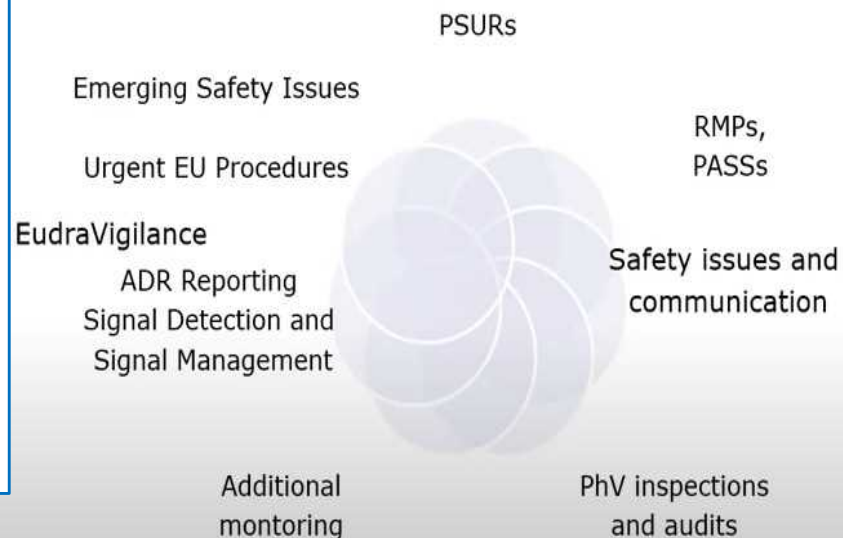 PSURs
Emerging Safety Issues
RMPs,
PASSs
Urgent EU Procedures
EudraVigilance
ADR Reporting
Signal Detection and
Signal Management
Safety issues and
communication
Additional
montoring
PhV inspections
and audits